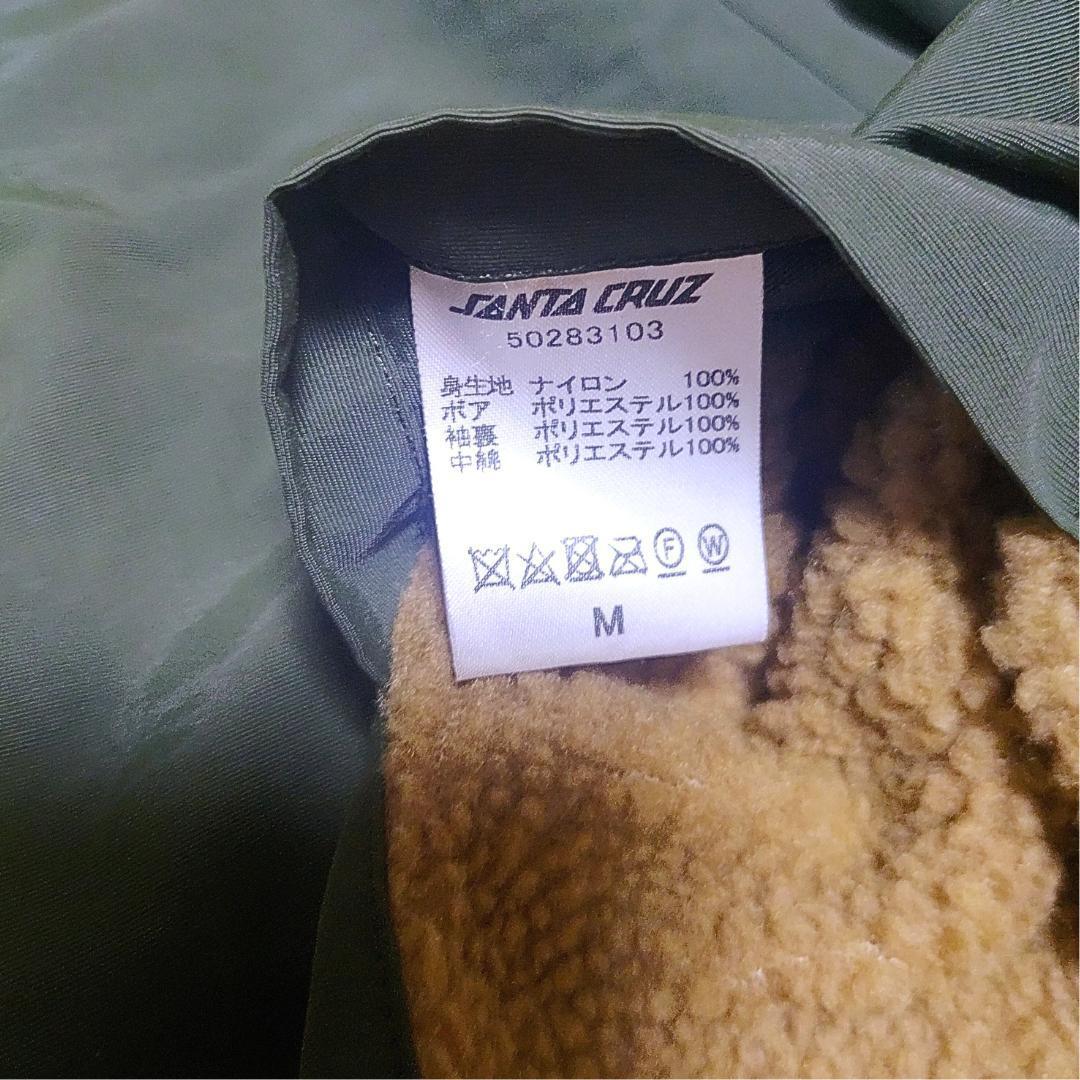 SANTA CRUZ
50283103
身生地 ナイロン 100%
ボア ポリエステル100%
袖裏 ポリエステル100%
中綿 ポリエステル100%
F W
M